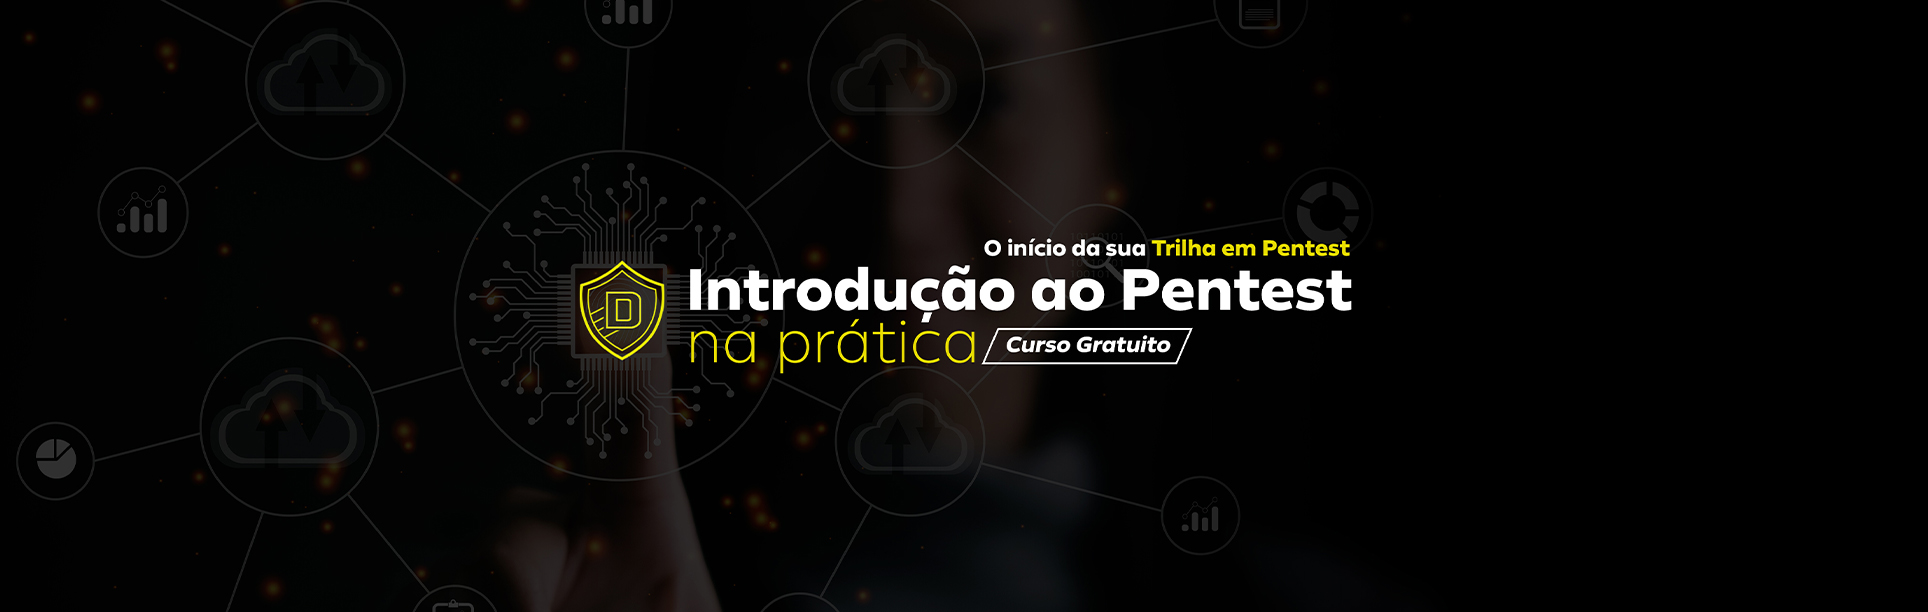 O início da sua Trilha em Pentest
Introdução ao Pentest
na prática
Curso Gratuito
D